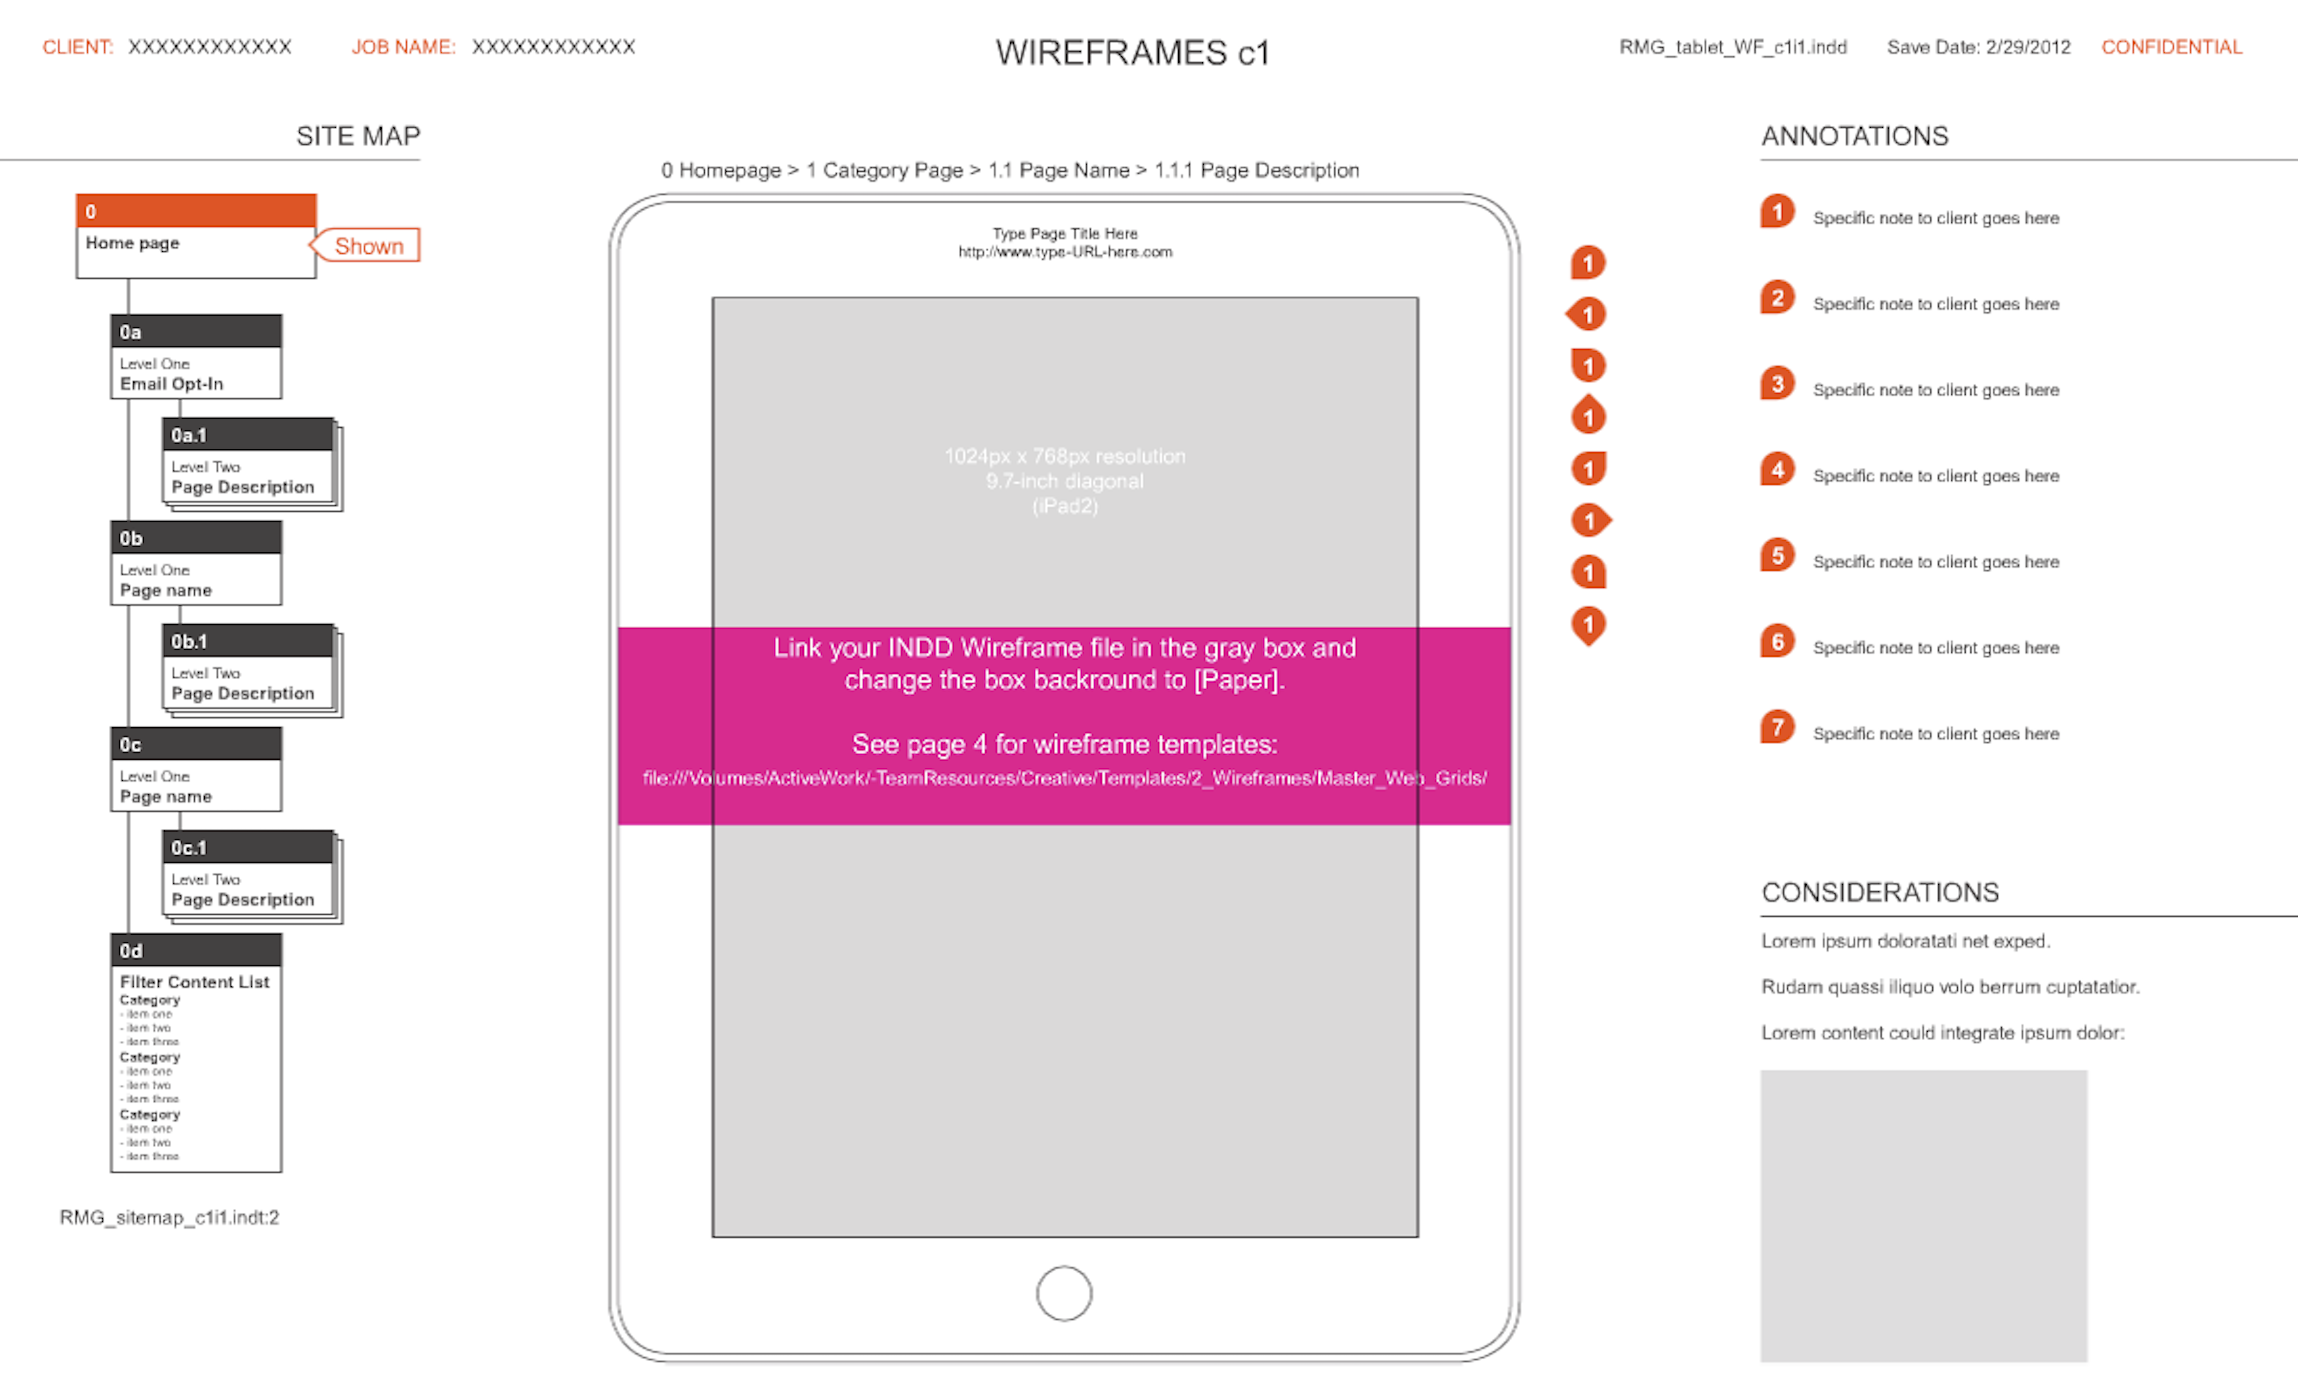 CLIENT: XXXXXXXXXXXX JOB NAME: XXXXXXXXXXXX
WIREFRAMES c1
RMG_tablet_WF_c1i1.indd Save Date: 2/29/2012 CONFIDENTIAL
SITE MAP
0
Home page
Shown
0a
Level One
Email Opt-In
0a.1
Level Two
Page Description
0b
Level One
Page name
0b.1
Level Two
Page Description
0c
Level One
Page name
0c.1
Level Two
Page Description
0d
Filter Content List
Category
- item one
- item two
- item three
Category
- item one
- item two
- item three
Category
- item one
- item two
- item three
RMG_sitemap_c1i1.indt:2
0 Homepage > 1 Category Page > 1.1 Page Name > 1.1.1 Page Description
Type Page Title Here
http://www.type-URL-here.com
1024px x 768px resolution
9.7-inch diagonal
(iPad2)
Link your INDD Wireframe file in the gray box and
change the box backround to [Paper].
See page 4 for wireframe templates:
file:///Volumes/ActiveWork/-TeamResources/Creative/Templates/2_Wireframes/Master_Web_Grids/
1
1
1
1
1
1
1
1
ANNOTATIONS
1 Specific note to client goes here
2 Specific note to client goes here
3 Specific note to client goes here
4 Specific note to client goes here
5 Specific note to client goes here
6 Specific note to client goes here
7 Specific note to client goes here
CONSIDERATIONS
Lorem ipsum doloratati net exped.
Rudam quassi iliquo volo berrum cuptatatior.
Lorem content could integrate ipsum dolor: